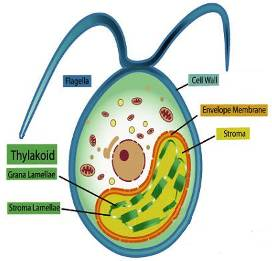 Flagella
Cell Wall
Envelope Membrane
Stroma
Thylakoid
Grana Lamellae
Stroma Lamellae